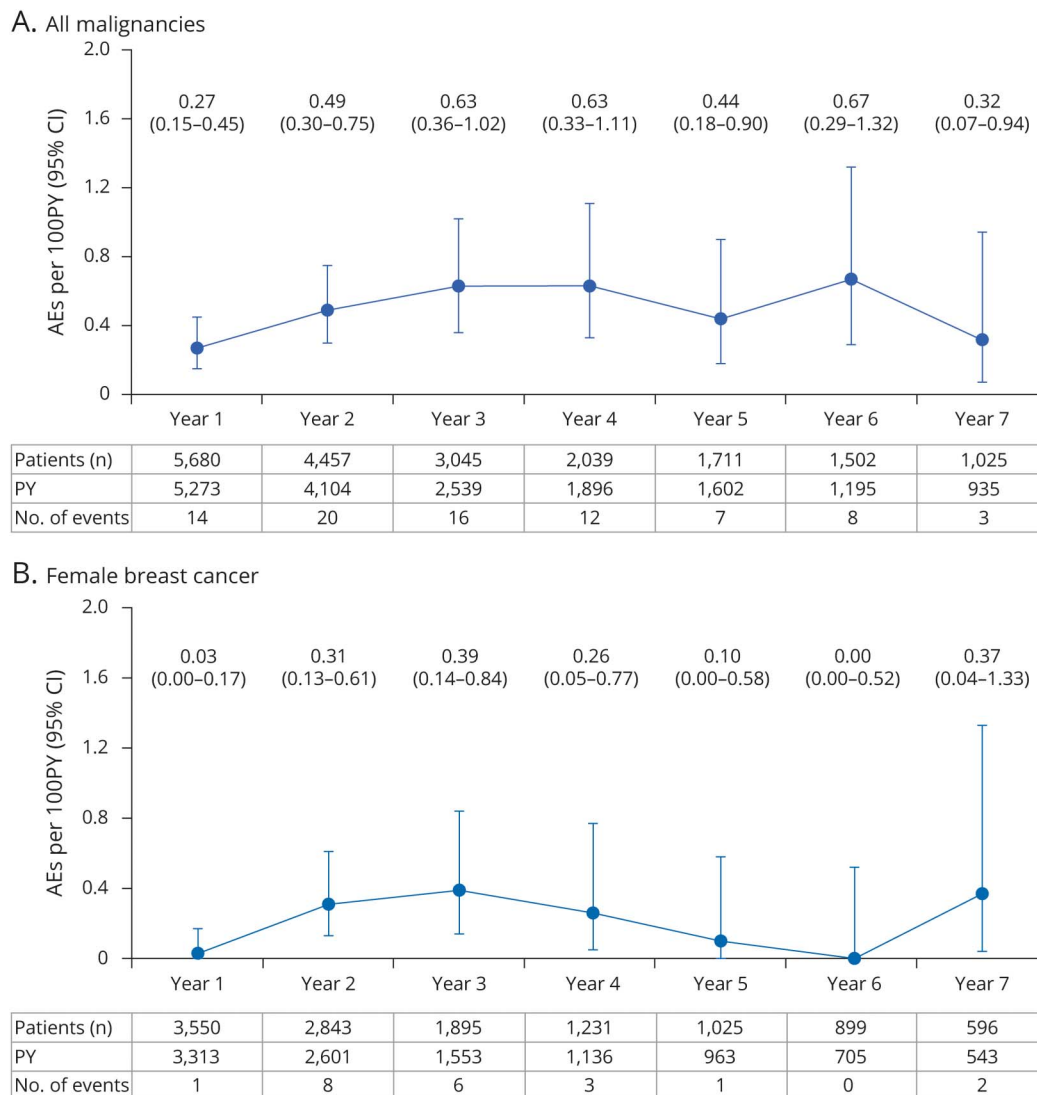 A. All malignancies
AEs per 100PY (95% CI)
2.0
1.6
1.2
0.8
0.4
0
0.27 0.49 0.63 0.63 0.44 0.67 0.32
(0.15–0.45) (0.30–0.75) (0.36–1.02) (0.33–1.11) (0.18–0.90) (0.29–1.32) (0.07–0.94)
Year 1 Year 2 Year 3 Year 4 Year 5 Year 6 Year 7
Patients (n) 5,680 4,457 3,045 2,039 1,711 1,502 1,025
PY 5,273 4,104 2,539 1,896 1,602 1,195 935
No. of events 14 20 16 12 7 8 3
B. Female breast cancer
AEs per 100PY (95% CI)
2.0
1.6
1.2
0.8
0.4
0
0.03 0.31 0.39 0.26 0.10 0.00 0.37
(0.00–0.17) (0.13–0.61) (0.14–0.84) (0.05–0.77) (0.00–0.58) (0.00–0.52) (0.04–1.33)
Year 1 Year 2 Year 3 Year 4 Year 5 Year 6 Year 7
Patients (n) 3,550 2,843 1,895 1,231 1,025 899 596
PY 3,313 2,601 1,553 1,136 963 705 543
No. of events 1 8 6 3 1 0 2